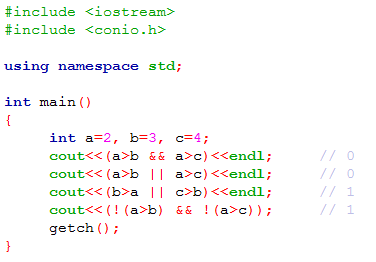 #include <iostream>
#include <conio.h>

using namespace std;

int main()
{
     int a=2, b=3, c=4;
     cout<<(a>b && a>c)<<endl;     // 0
     cout<<(a>b || a>c)<<endl;     // 0
     cout<<(b>a || c>b)<<endl;     // 1
     cout<<(!(a>b) && !(a>c));     // 1
     getch();
}